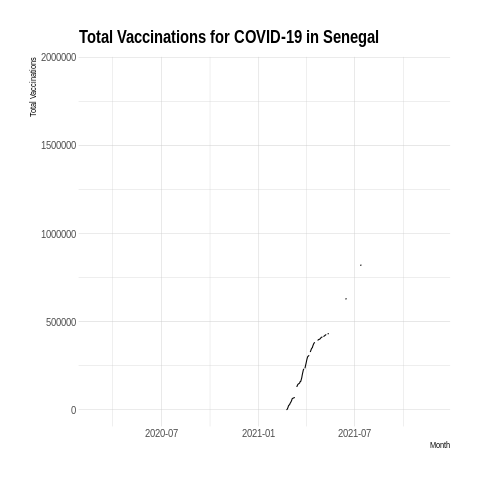 Total Vaccinations for COVID-19 in Senegal
Total Vaccinations
2000000
1500000
1000000
500000
0
2020-07
2021-01
2021-07
Month